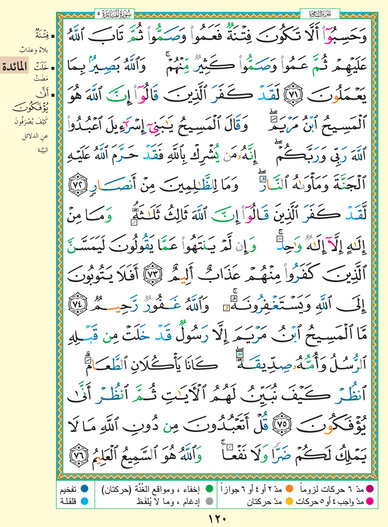 سُورَةُ المَائِدَة ٥
الجزء السادس
وَحَسِبُوٓا۟ أَلَّا تَكُونَ فِتْنَةٌ فَعَمُوا۟ وَصَمُّوا۟ ثُمَّ تَابَ ٱللَّهُ
عَلَيْهِمْ ثُمَّ عَمُوا۟ وَصَمُّوا۟ كَثِيرٌ مِّنْهُمْ ۚ وَٱللَّهُ بَصِيرٌۢ بِمَا
يَعْمَلُونَ ٧١ لَقَدْ كَفَرَ ٱلَّذِينَ قَالُوٓا۟ إِنَّ ٱللَّهَ هُوَ
ٱلْمَسِيحُ ٱبْنُ مَرْيَمَ ۖ وَقَالَ ٱلْمَسِيحُ يَٰبَنِىٓ إِسْرَٰٓءِيلَ ٱعْبُدُوا۟
ٱللَّهَ رَبِّى وَرَبَّكُمْ ۖ إِنَّهُۥ مَن يُشْرِكْ بِٱللَّهِ فَقَدْ حَرَّمَ ٱللَّهُ عَلَيْهِ
ٱلْجَنَّةَ وَمَأْوَىٰهُ ٱلنَّارُ ۖ وَمَا لِلظَّٰلِمِينَ مِنْ أَنصَارٍ ٧٢
لَّقَدْ كَفَرَ ٱلَّذِينَ قَالُوٓا۟ إِنَّ ٱللَّهَ ثَالِثُ ثَلَٰثَةٍ ۘ وَمَا مِنْ
إِلَٰهٍ إِلَّآ إِلَٰهٌ وَٰحِدٌ ۚ وَإِن لَّمْ يَنتَهُوا۟ عَمَّا يَقُولُونَ لَيَمَسَّنَّ
ٱلَّذِينَ كَفَرُوا۟ مِنْهُمْ عَذَابٌ أَلِيمٌ ٧٣ أَفَلَا يَتُوبُونَ
إِلَى ٱللَّهِ وَيَسْتَغْفِرُونَهُۥ ۚ وَٱللَّهُ غَفُورٌ رَّحِيمٌ ٧٤
مَّا ٱلْمَسِيحُ ٱبْنُ مَرْيَمَ إِلَّا رَسُولٌ قَدْ خَلَتْ مِن قَبْلِهِ
ٱلرُّسُلُ وَأُمُّهُۥ صِدِّيقَةٌ ۖ كَانَا يَأْكُلَانِ ٱلطَّعَامَ ۗ
ٱنظُرْ كَيْفَ نُبَيِّنُ لَهُمُ ٱلْءَايَٰتِ ثُمَّ ٱنظُرْ أَنَّىٰ
يُؤْفَكُونَ ٧٥ قُلْ أَتَعْبُدُونَ مِن دُونِ ٱللَّهِ مَا لَا
يَمْلِكُ لَكُمْ ضَرًّا وَلَا نَفْعًا ۚ وَٱللَّهُ هُوَ ٱلسَّمِيعُ ٱلْعَلِيمُ ٧٦
فِتْنَةٌ
بلاءٌ وعذابٌ
المائدة
خَلَتْ
مَضَتْ
أَنَّىٰ
كَيْفَ
يُؤْفَكُونَ
كيف يُصْرَفُونَ
عن الدلائل
البيّنة
مدّ ٦ حركات لزوماً
مدّ ٢ أو ٤ أو ٦ جوازاً
إخفاء، ومواقع الغُنَّة (حركتان)
تفخيم
مدّ واجب ٤ أو ٥ حركات
مدّ حركتان
إدغام، وما لا يُلفَظ
قلقلة
١٢٠